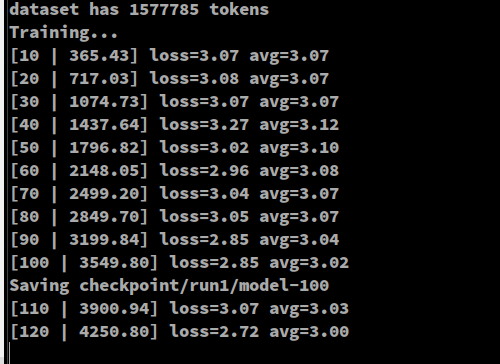 dataset has 1577785 tokens
Training...
[10 | 365.43] loss=3.07 avg=3.07
[20 | 717.03] loss=3.08 avg=3.07
[30 | 1074.73] loss=3.07 avg=3.07
[40 | 1437.64] loss=3.27 avg=3.12
[50 | 1796.82] loss=3.02 avg=3.10
[60 | 2148.05] loss=2.96 avg=3.08
[70 | 2499.20] loss=3.04 avg=3.07
[80 | 2849.70] loss=3.05 avg=3.07
[90 | 3199.84] loss=2.85 avg=3.04
[100 | 3549.80] loss=2.85 avg=3.02
Saving checkpoint/run1/model-100
[110 | 3900.94] loss=3.07 avg=3.03
[120 | 4250.80] loss=2.72 avg=3.00